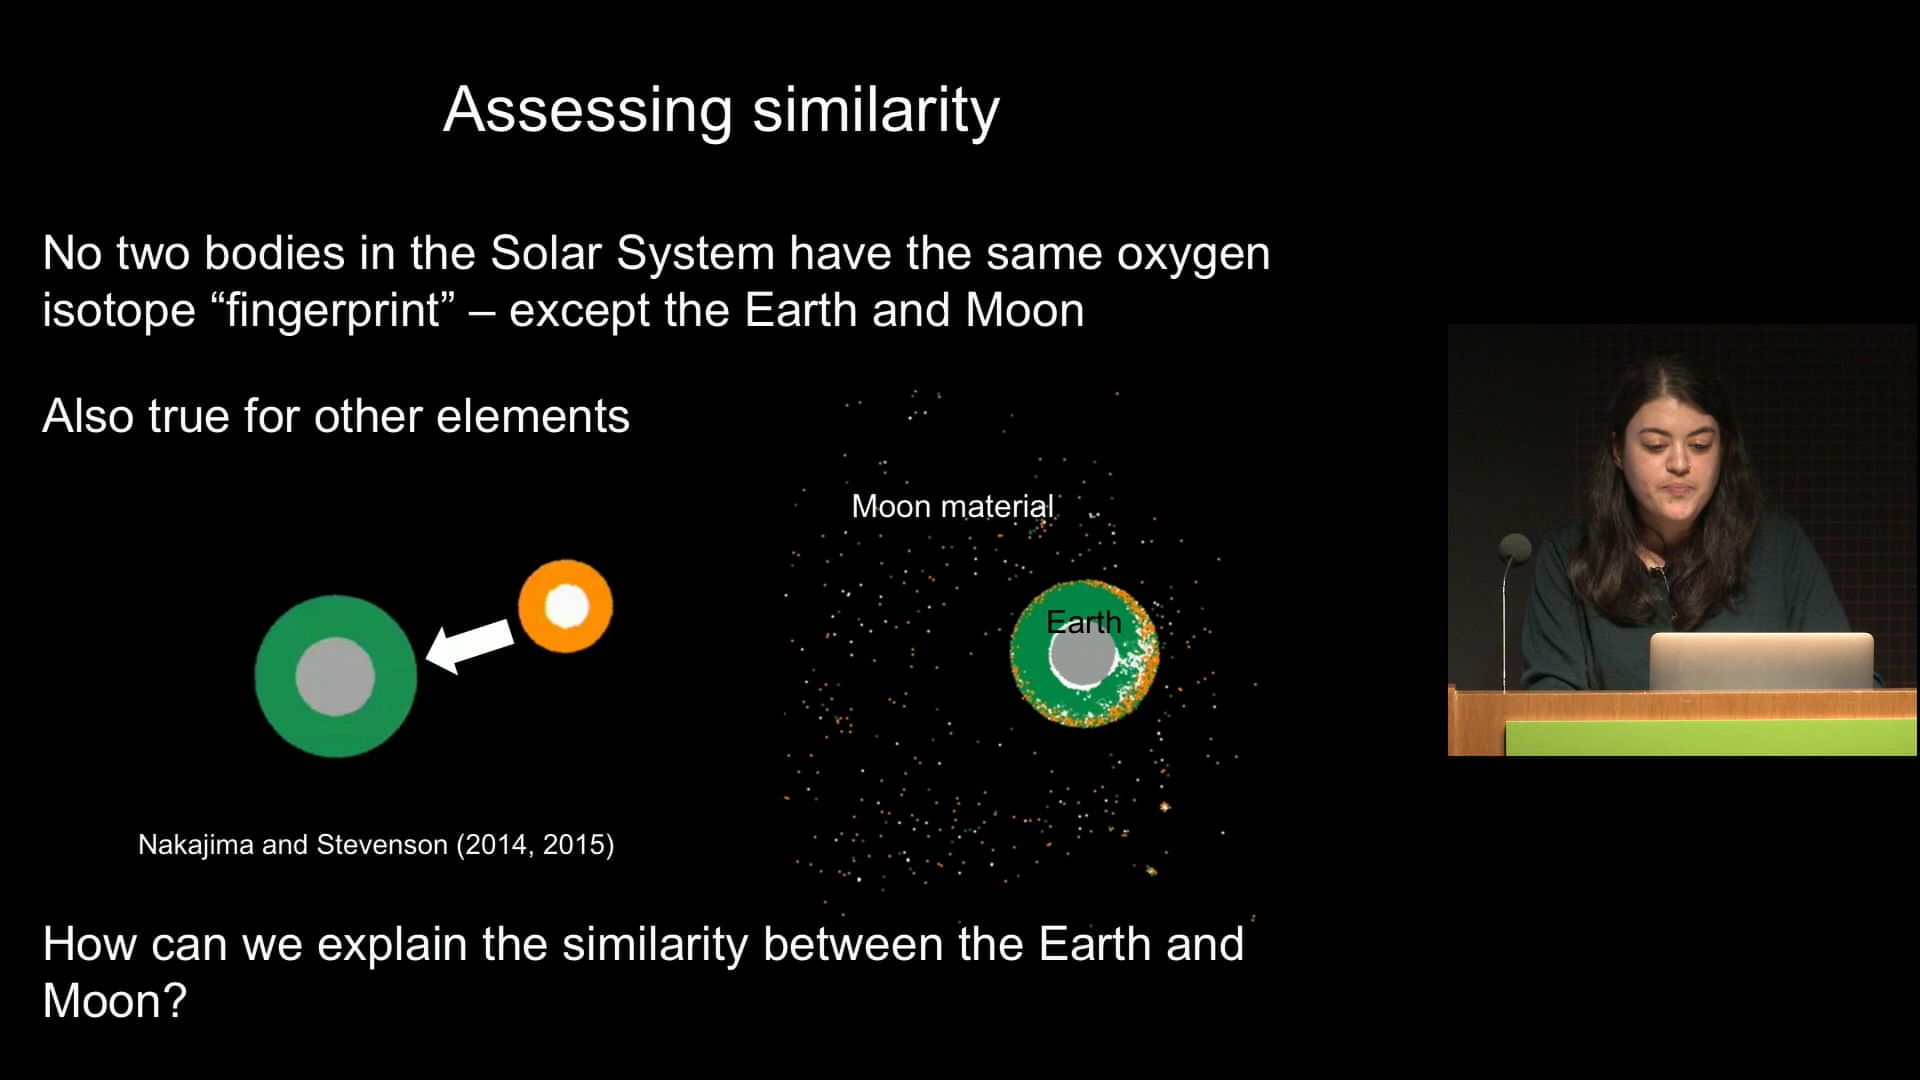 Assessing similarity
No two bodies in the Solar System have the same oxygen
isotope “fingerprint” – except the Earth and Moon
Also true for other elements
Moon material
Earth
Nakajima and Stevenson (2014, 2015)
How can we explain the similarity between the Earth and
Moon?